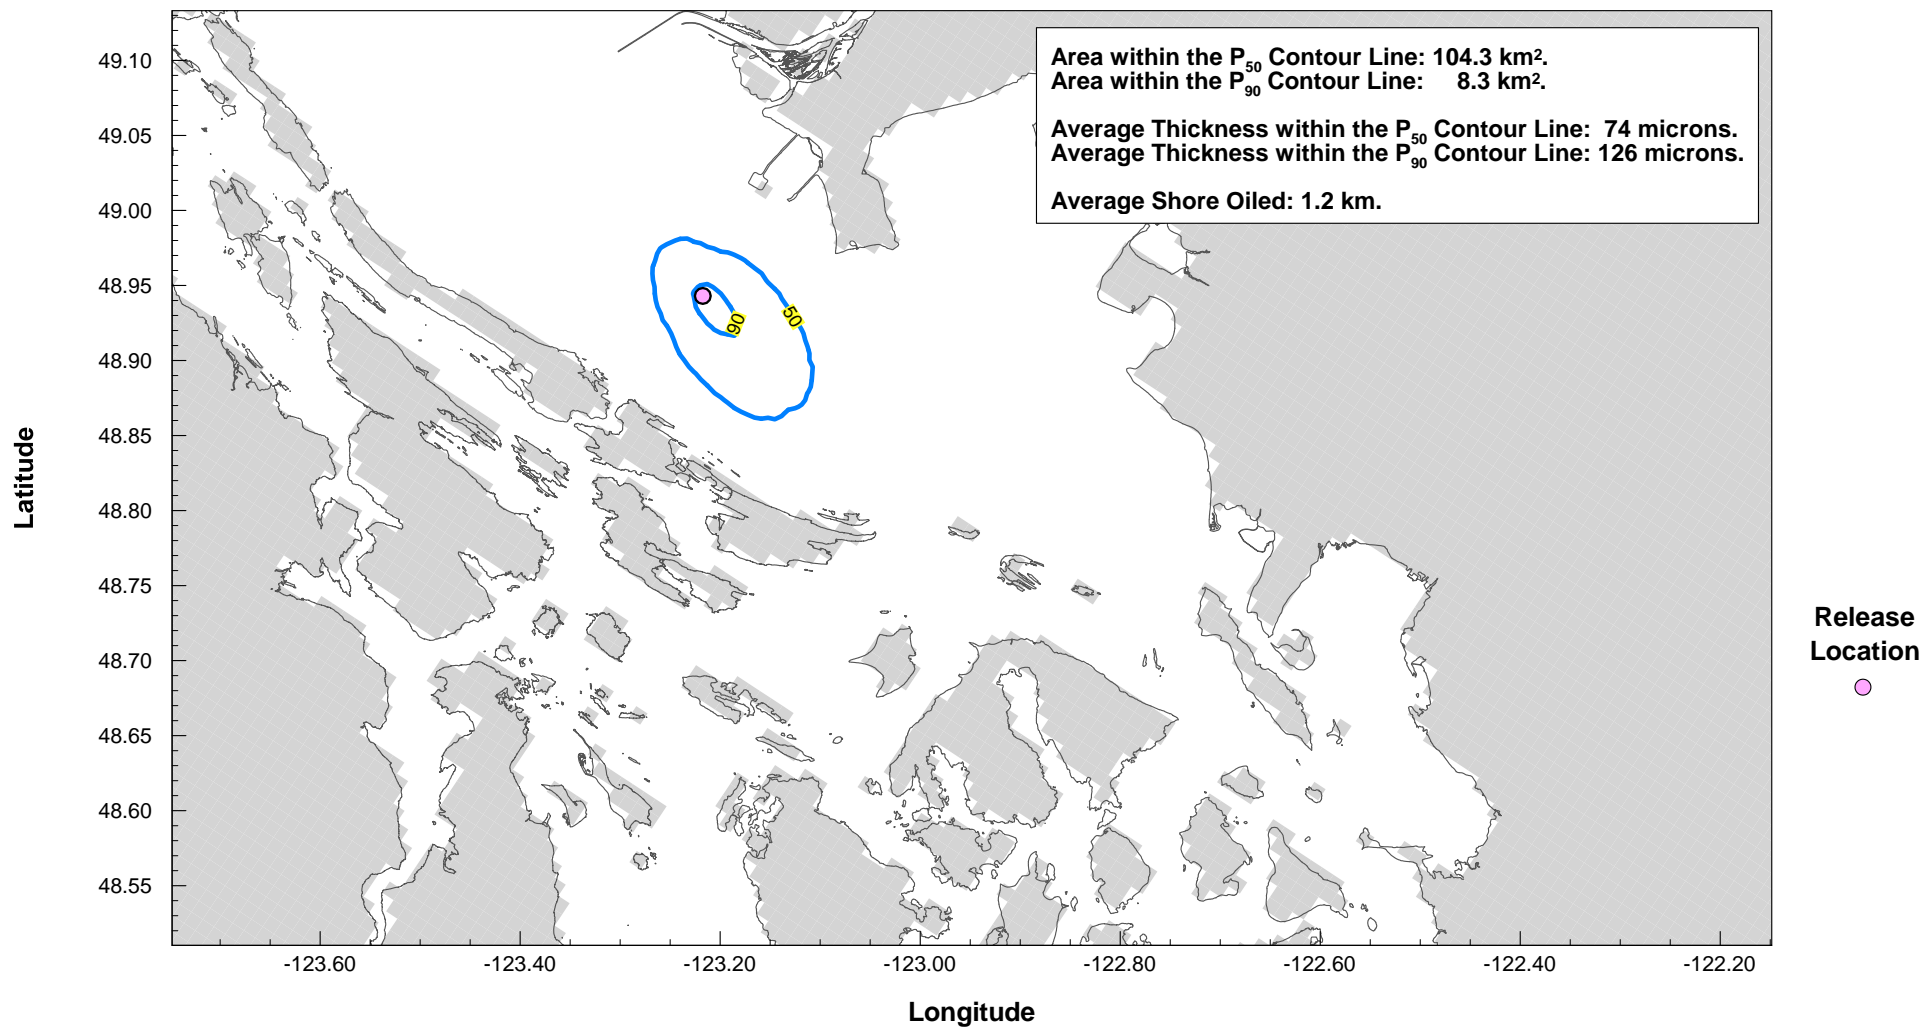 Area within the P50 Contour Line: 104.3 km².
Area within the P90 Contour Line: 8.3 km².
Average Thickness within the P50 Contour Line: 74 microns.
Average Thickness within the P90 Contour Line: 126 microns.
Average Shore Oiled: 1.2 km.
49.10
49.05
49.00
48.95
48.90
48.85
48.80
48.75
48.70
48.65
48.60
48.55
Latitude
90
50
Release
Location
-123.60
-123.40
-123.20
-123.00
-122.80
-122.60
-122.40
-122.20
Longitude